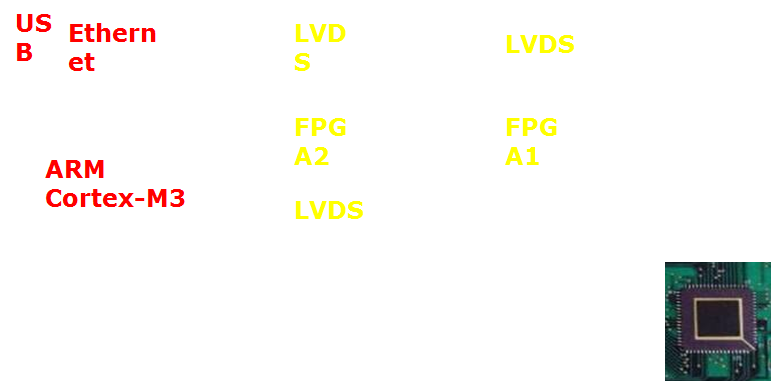 US
B
Ethern
et
LVD
S
LVDS
FPG
A2
FPG
A1
ARM
Cortex-M3
LVDS